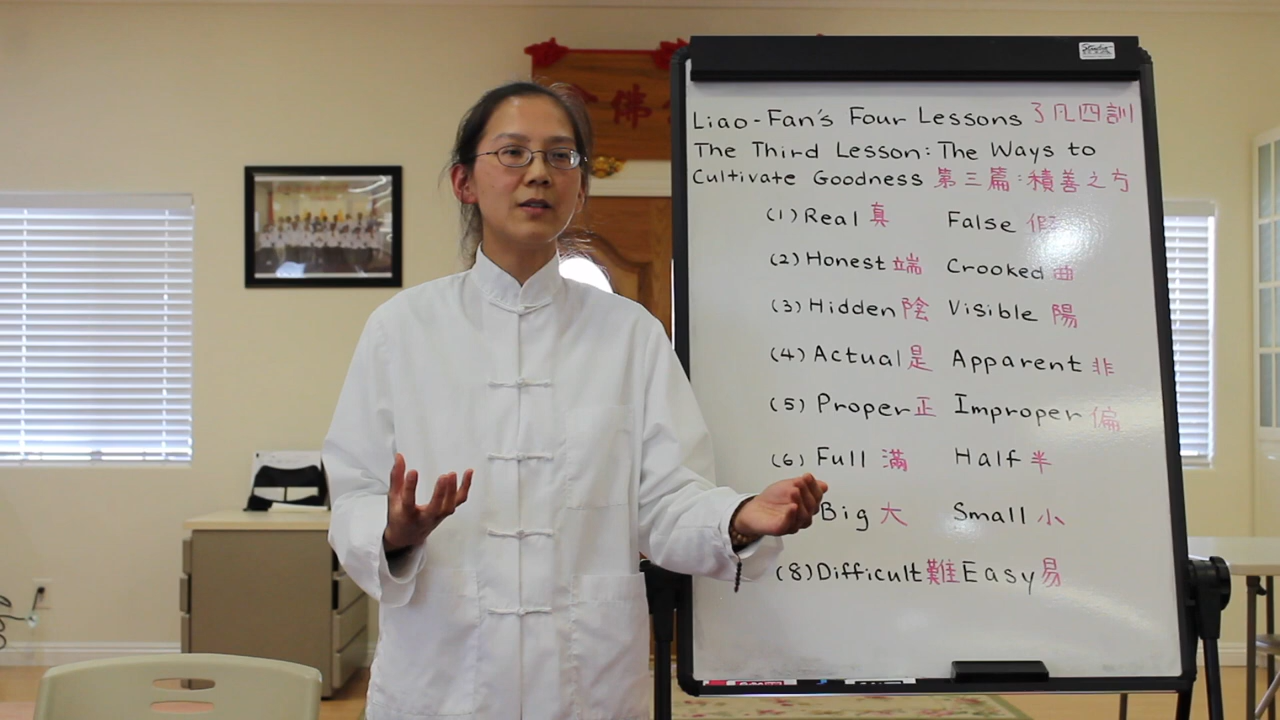 佛
Liao-Fan's Four Lessons 了凡四訓
The Third Lesson: The Ways to
Cultivate Goodness 第三篇:積善之方
(1) Real 真 False 假
(2) Honest 端 Crooked 曲
(3) Hidden 陰 Visible 陽
(4) Actual 是 Apparent 非
(5) Proper 正 Improper 偏
(6) Full 滿 Half 半
Big 大 Small 小
(8) Difficult 難 Easy 易